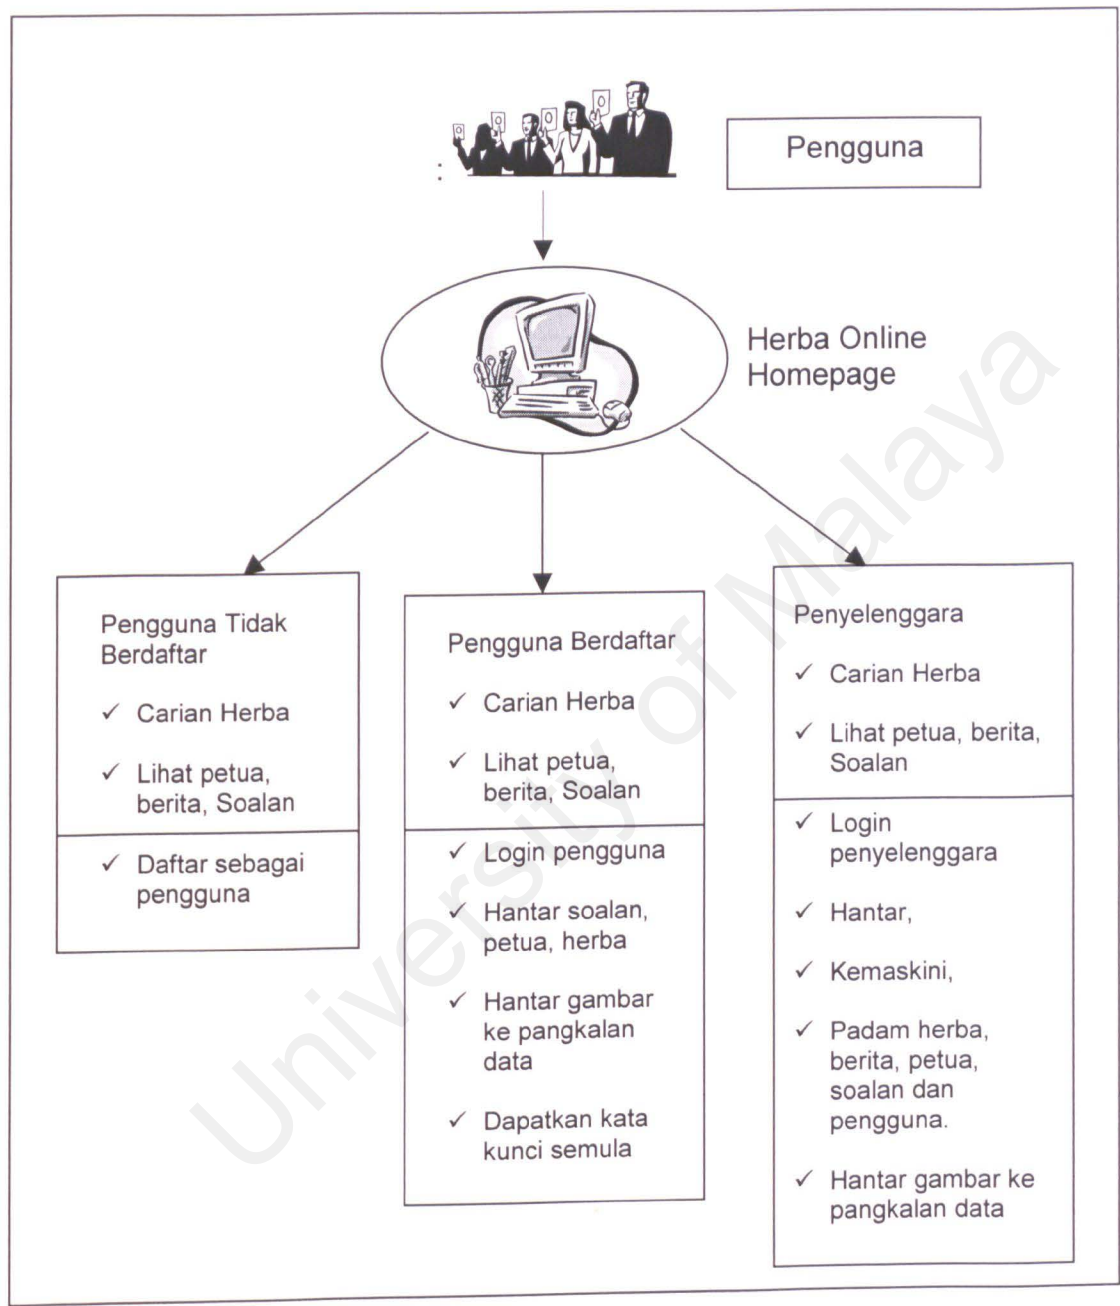 :
Pengguna
Herba Online
Homepage
Pengguna Tidak
Berdaftar
✓ Carian Herba
✓ Lihat petua,
berita, Soalan
✓ Daftar sebagai
pengguna
Pengguna Berdaftar
✓ Carian Herba
✓ Lihat petua,
berita, Soalan
✓ Login pengguna
✓ Hantar soalan,
petua, herba
✓ Hantar gambar
ke pangkalan
data
✓ Dapatkan kata
kunci semula
Penyelenggara
✓ Carian Herba
✓ Lihat petua, berita,
Soalan
✓ Login
penyelenggara
✓ Hantar,
✓ Kemaskini,
✓ Padam herba,
berita, petua,
soalan dan
pengguna.
✓ Hantar gambar ke
pangkalan data
University of Malaya